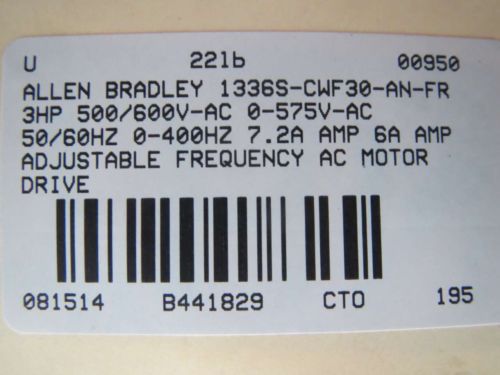 U 221b 00950
ALLEN BRADLEY 1336S-CWF30-AN-FR
3HP 500/600V-AC 0-575V-AC
50/60HZ 0-400HZ 7.2A AMP 6A AMP
ADJUSTABLE FREQUENCY AC MOTOR
DRIVE
081514 B441829 CTO 195